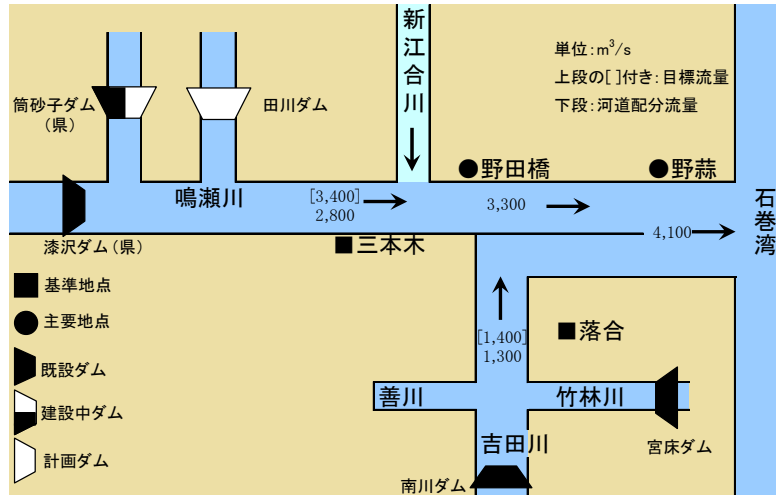 新江合川
単位：m³/s
上段の[ ]付き：目標流量
下段：河道配分流量
筒砂子ダム
（県）
田川ダム
野田橋
野蒜
鳴瀬川
[3,400]
2,800
3,300
4,100
石巻湾
漆沢ダム（県）
三本木
基準地点
主要地点
既設ダム
建設中ダム
計画ダム
[1,400]
1,300
落合
善川
竹林川
吉田川
宮床ダム
南川ダム